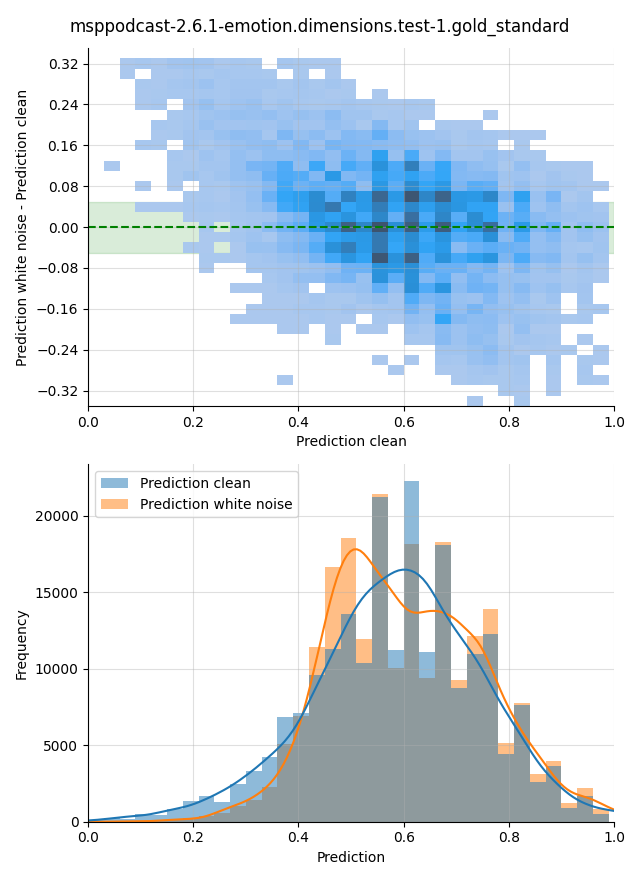 msppodcast-2.6.1-emotion.dimensions.test-1.gold_standard
Prediction white noise - Prediction clean
0.32
0.24
0.16
0.08
0.00
−0.08
−0.16
−0.24
−0.32
0.0 0.2 0.4 0.6 0.8 1.0
Prediction clean
Prediction clean
Prediction white noise
Frequency
20000
15000
10000
5000
0
0.0 0.2 0.4 0.6 0.8 1.0
Prediction